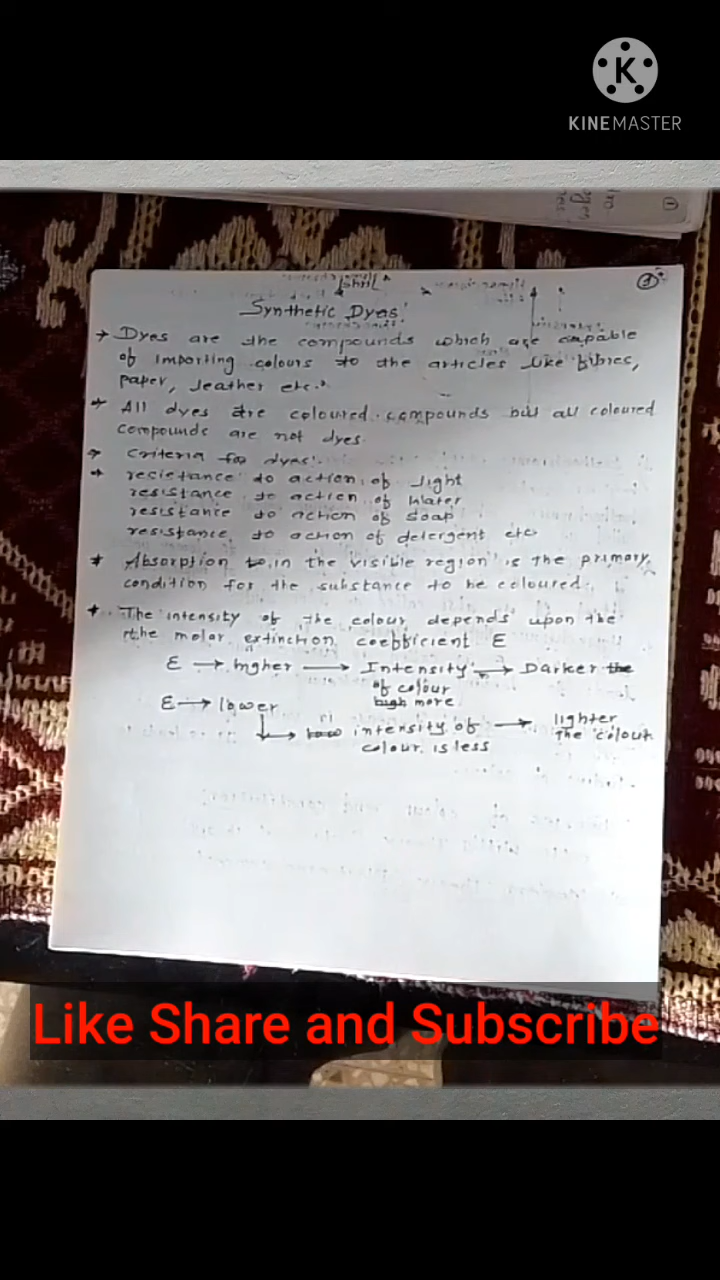 KINEMASTER
Synthetic Dyes:
→ Dyes are the compounds which are capable
of importing colours to the articles like fibres,
paper, leather etc.
→ All dyes are coloured compounds but all coloured
compounds are not dyes.
→ Criteria for dyes:
→ resistance to action of light
resistance to action of water
resistance to action of soap
resistance to action of detergent etc
* Absorption in the visible region is the primary
condition for the substance to be coloured.
* The intensity of the colour depends upon the
the molar extinction coefficient E
E → higher → Intensity → Darker the
of colour
high more
E → lower
↓→ low intensity of → lighter
colour is less The colour
Like Share and Subscribe